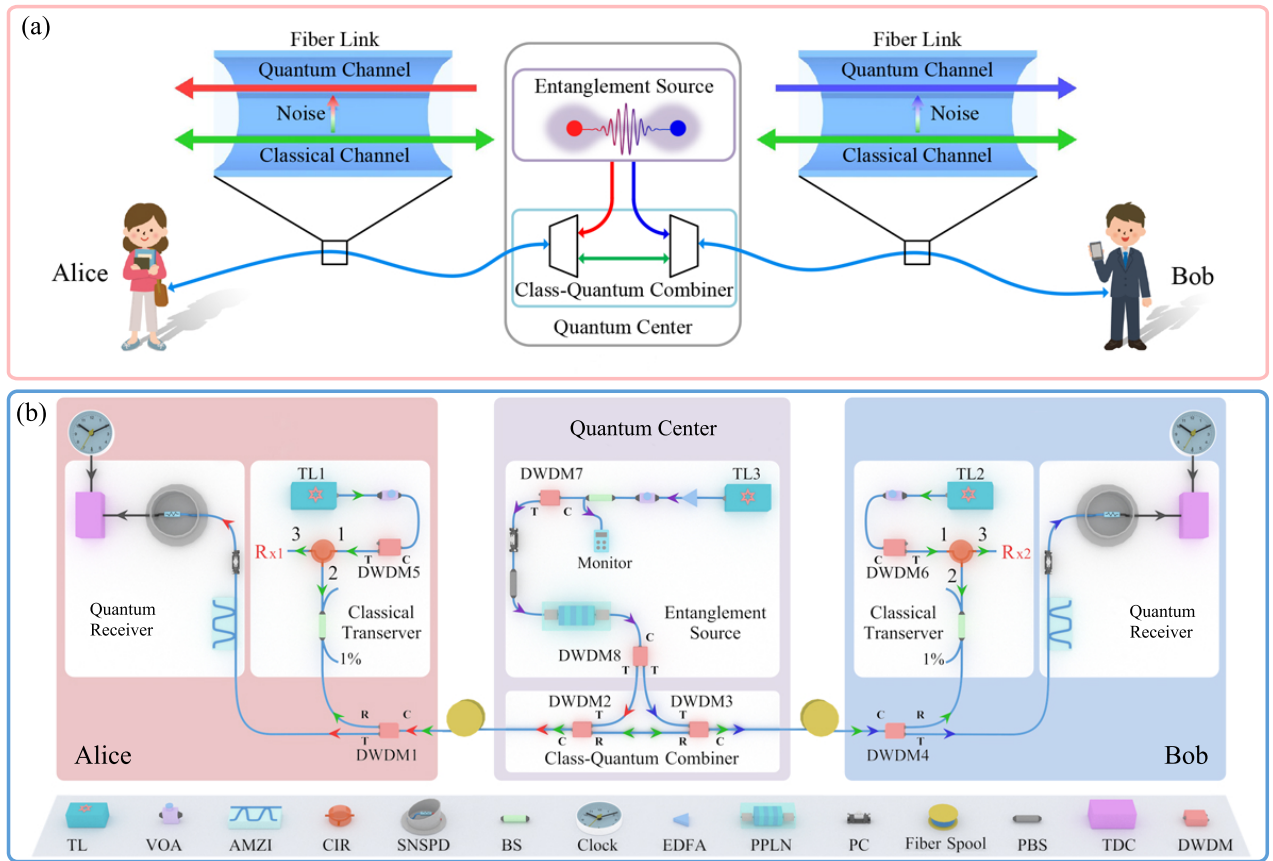 (a)
Fiber Link
Quantum Channel
Noise
Classical Channel
Entanglement Source
Fiber Link
Quantum Channel
Noise
Classical Channel
Alice
Class-Quantum Combiner
Quantum Center
Bob
(b)
Quantum Center
TL1
DWDM7
TL3
TL2
T
C
3
1
Rx1
T
C
DWDM5
2
Monitor
C
T
DWDM6
1
3
Rx2
2
Quantum
Receiver
Classical
Transerver
1%
Entanglement
Source
C
DWDM8
T
T
Classical
Transerver
1%
Quantum
Receiver
DWDM2
T
DWDM3
T
R
C
T
DWDM1
C
R
R
C
Class-Quantum Combiner
C
R
T
DWDM4
Alice
Bob
TL
VOA
AMZI
CIR
SNSPD
BS
Clock
EDFA
PPLN
PC
Fiber Spool
PBS
TDC
DWDM